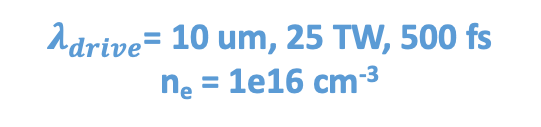 λdrive= 10 um, 25 TW, 500 fs
ne = 1e16 cm-3